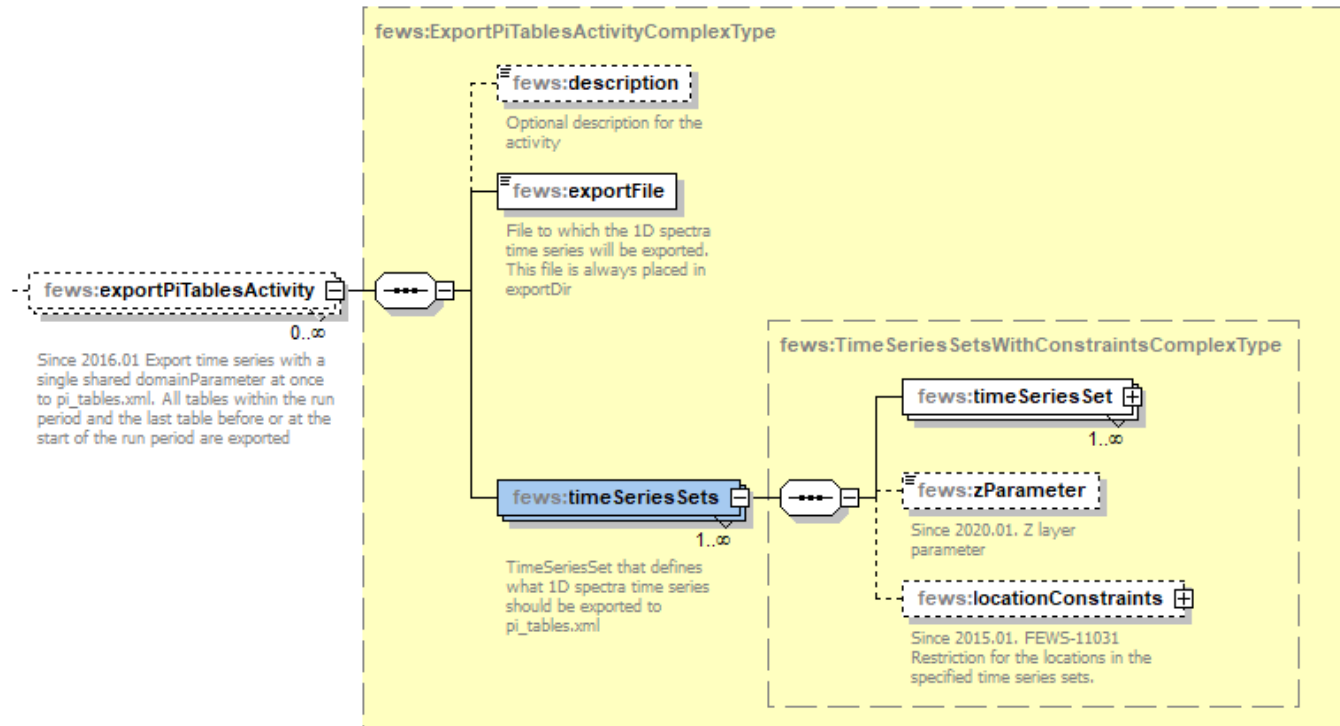 fews:ExportPiTablesActivityComplexType
fews:description
Optional description for the
activity
fews:exportFile
File to which the 1D spectra
time series will be exported.
This file is always placed in
exportDir
fews:exportPiTablesActivity
0..∞
Since 2016.01 Export time series with a
single shared domainParameter at once
to pi_tables.xml. All tables within the run
period and the last table before or at the
start of the run period are exported
fews:TimeSeriesSetsWithConstraintsComplexType
fews:timeSeriesSet
1..∞
fews:timeSeriesSets
1..∞
TimeSeriesSet that defines
what 1D spectra time series
should be exported to
pi_tables.xml
fews:zParameter
Since 2020.01. Z layer
parameter
fews:locationConstraints
Since 2015.01. FEWS-11031
Restriction for the locations in the
specified time series sets.